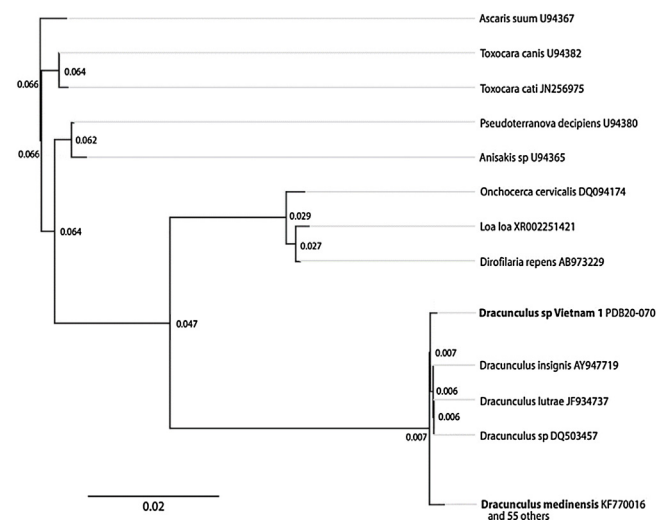 Ascaris suum U94367
Toxocara canis U94382
0.064
0.066
Toxocara cati JN256975
Pseudoterranova decipiens U94380
0.062
0.066
Anisakis sp U94365
Onchocerca cervicalis DQ094174
0.029
Loa loa XR002251421
0.064
0.027
Dirofilaria repens AB973229
Dracunculus sp Vietnam 1 PDB20-070
0.047
0.007
Dracunculus insignis AY947719
0.006
Dracunculus lutrae JF934737
0.006
Dracunculus sp DQ503457
0.007
Dracunculus medinensis KF770016
and 55 others
0.02